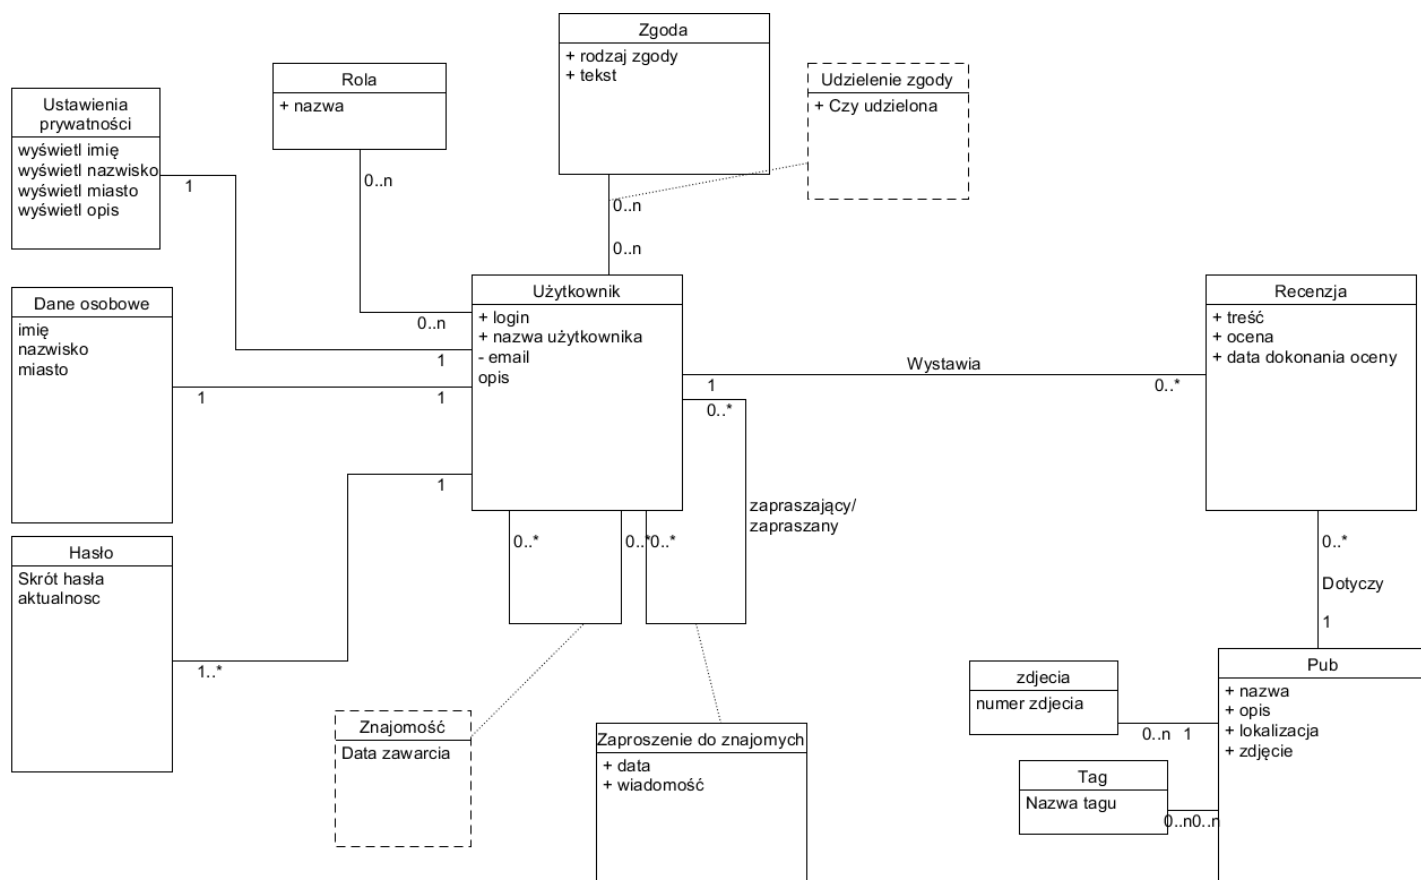 Zgoda
+ rodzaj zgody
+ tekst
Udzielenie zgody
+ Czy udzielona
Rola
+ nazwa
Ustawienia
prywatności
wyświetl imię
wyświetl nazwisko
wyświetl miasto
wyświetl opis
1
0..n
0..n
0..n
Dane osobowe
imię
nazwisko
miasto
Użytkownik
+ login
+ nazwa użytkownika
- email
opis
0..n
1
1
1
1
Recenzja
+ treść
+ ocena
+ data dokonania oceny
Wystawia
1
0..*
0..*
zapraszający/
zapraszany
Hasło
Skrót hasła
aktualnosc
1..*
0..*
0..*
0..*
0..*
Dotyczy
1
Znajomość
Data zawarcia
Zaproszenie do znajomych
+ data
+ wiadomość
zdjecia
numer zdjecia
0..n
1
Pub
+ nazwa
+ opis
+ lokalizacja
+ zdjęcie
Tag
Nazwa tagu
0..n
0..n